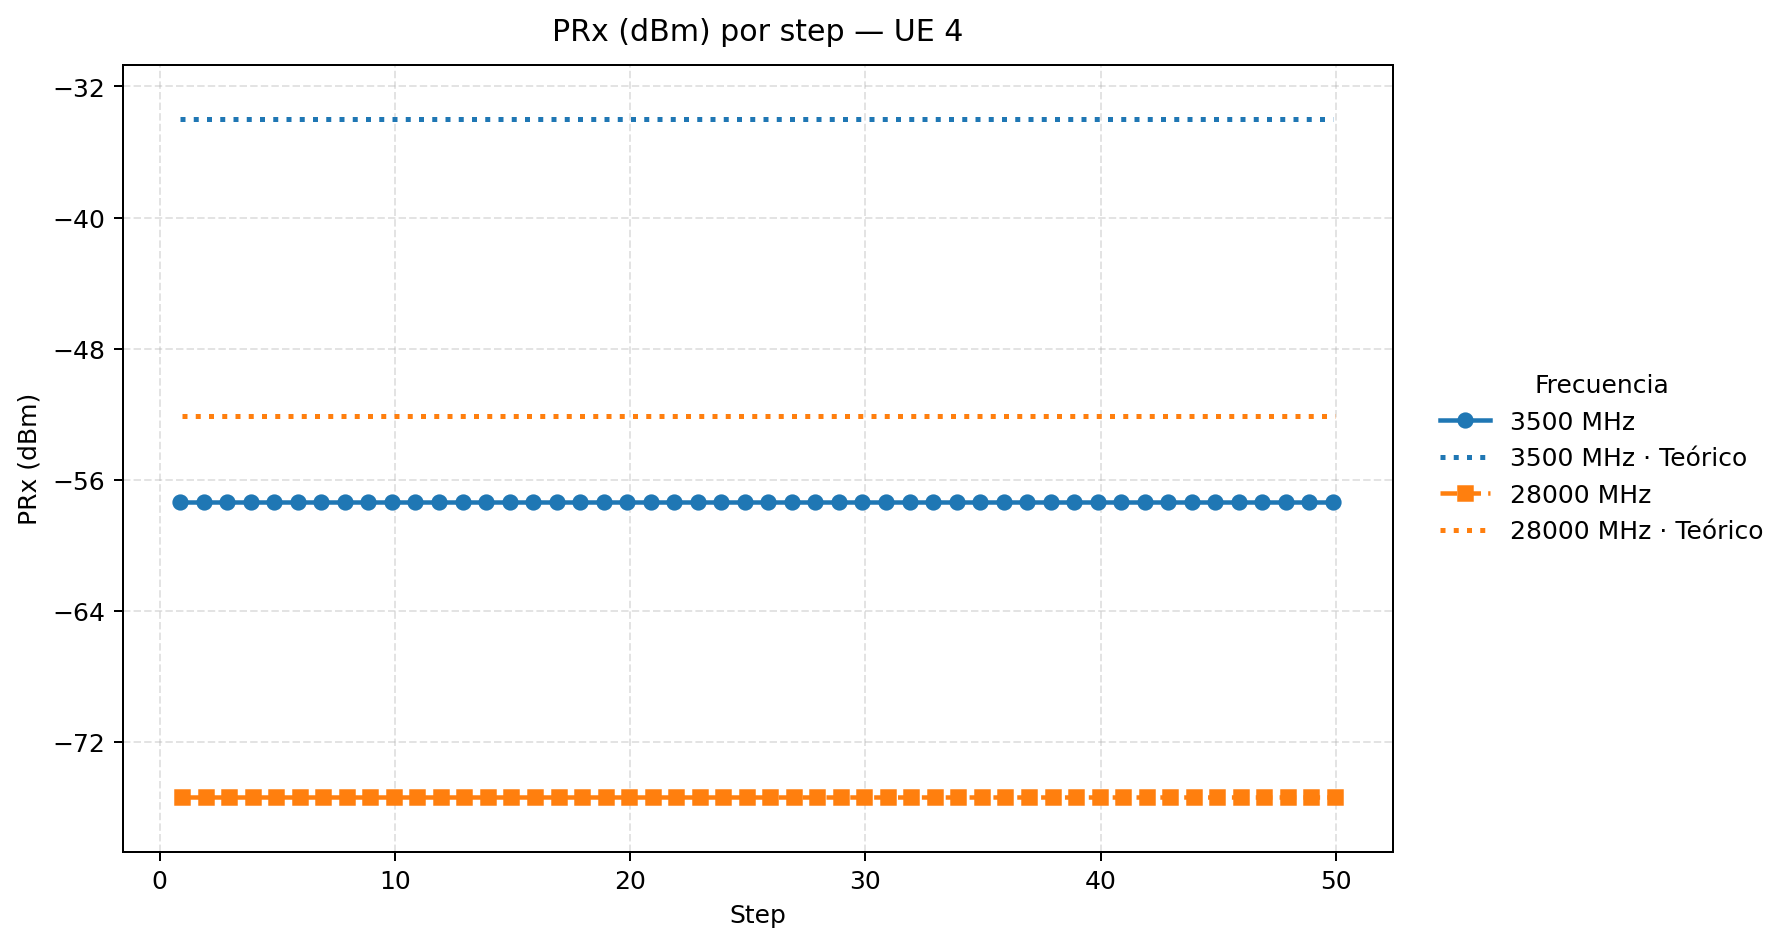 PRx (dBm) por step — UE 4
PRx (dBm)
−32
−40
−48
−56
−64
−72
0 10 20 30 40 50
Step
Frecuencia
3500 MHz
3500 MHz · Teórico
28000 MHz
28000 MHz · Teórico